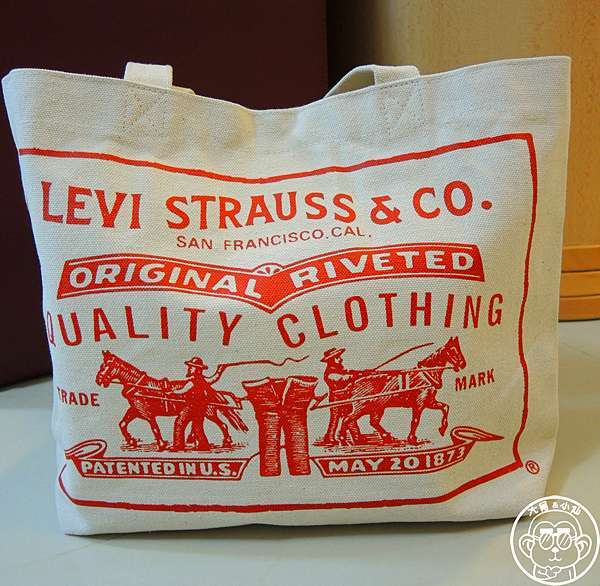 LEVI STRAUSS & CO.
SAN FRANCISCO, CAL.
ORIGINAL RIVETED
QUALITY CLOTHING
TRADE MARK
PATENTED IN U.S. MAY 20 1873
®